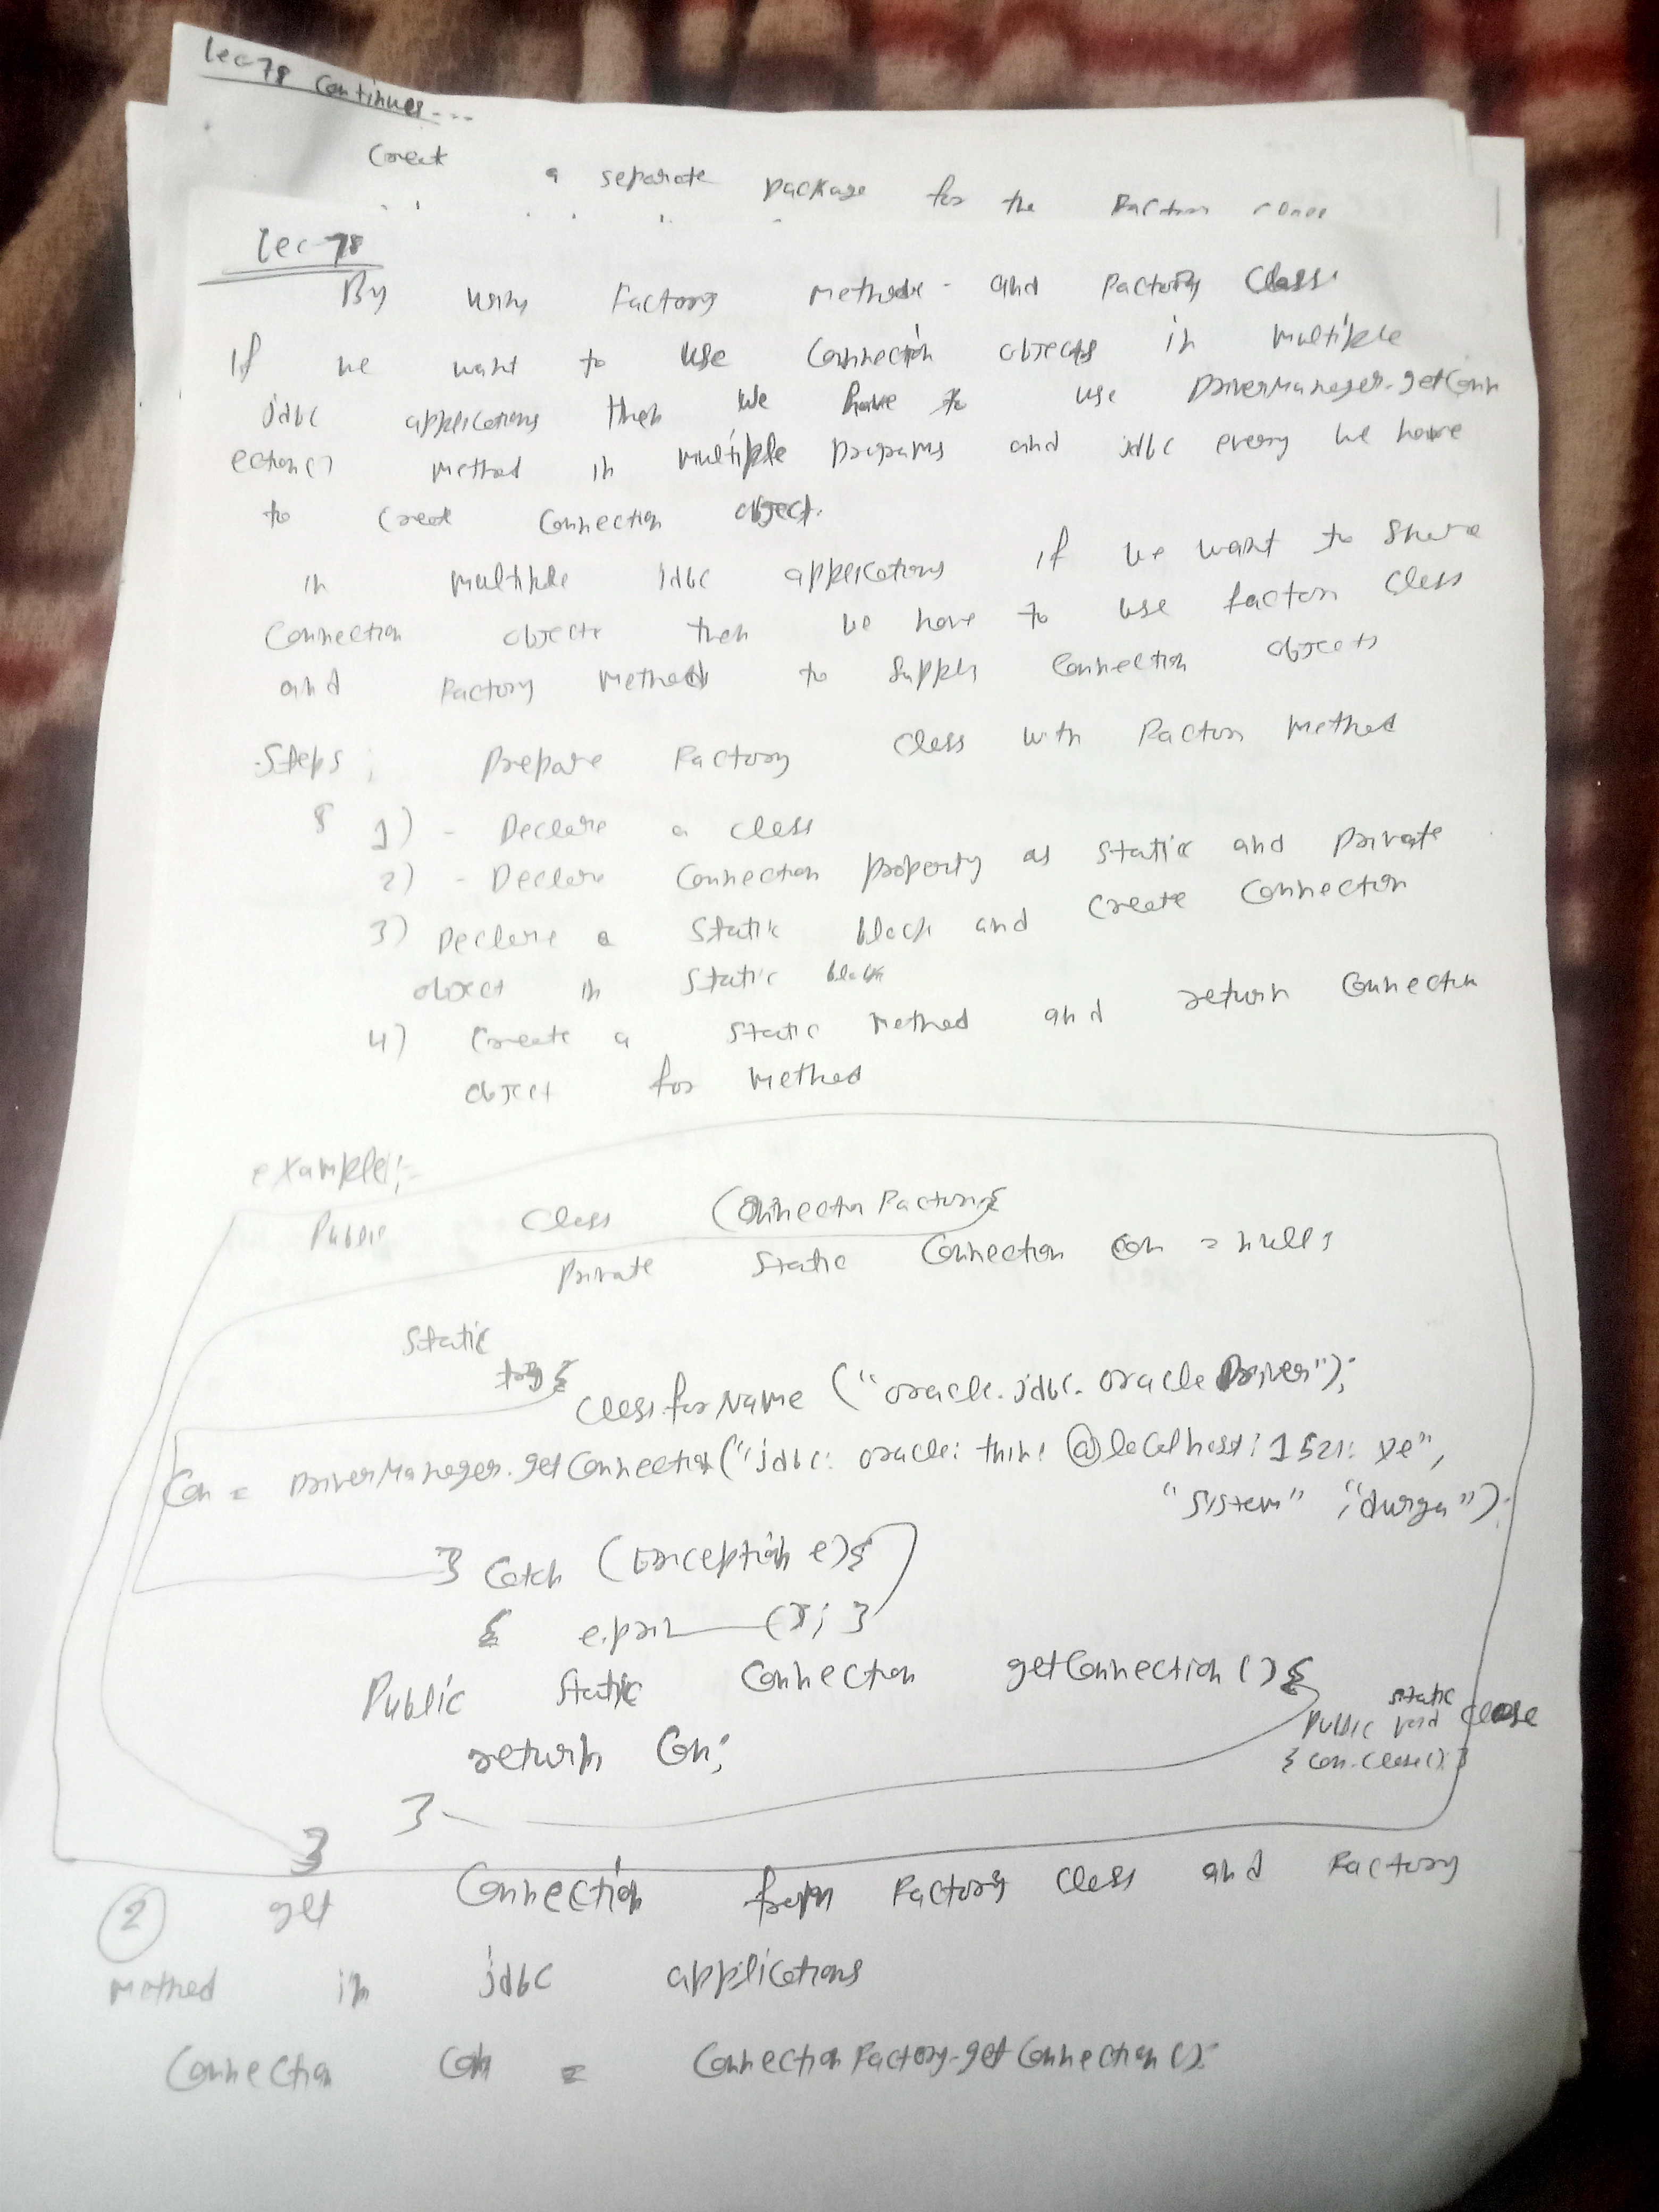 Lec-78 Continues...
Create a separate package for the
Lec-78
By using Factory Methods and Factory Class
If we want to use Connection objects in multiple
jdbc applications then we have to use DriverManager.getConn
ection() method in multiple programs and jdbc every we have
to create Connection object.
in multiple jdbc applications if we want to share
Connection objects then we have to use factory class
and Factory Method to supply Connection objects
Steps: Prepare Factory class with Factory Method
1) - Declare a class
2) - Declare Connection property as static and private
3) Declare a static block and create Connection
object in static block
4) Create a static Method and return Connection
object for method
example:-
Public Class Connection Factory{
Private Static Connection con = null;
Static
try {
Class.forName ("oracle.jdbc.oracleDriver");
Con = DriverManager.getConnection("jdbc:oracle:thin:@localhost:1521:xe",
"System", "durga");
} Catch (Exception e){
{ e.pri (); }
Public Static Connection getConnection () {
static
Public void close
{ con.close(); }
return Con;
}
}
2 get Connection from Factory Class and Factory
Method in jdbc applications
Connection Con = ConnectionFactory.getConnection();